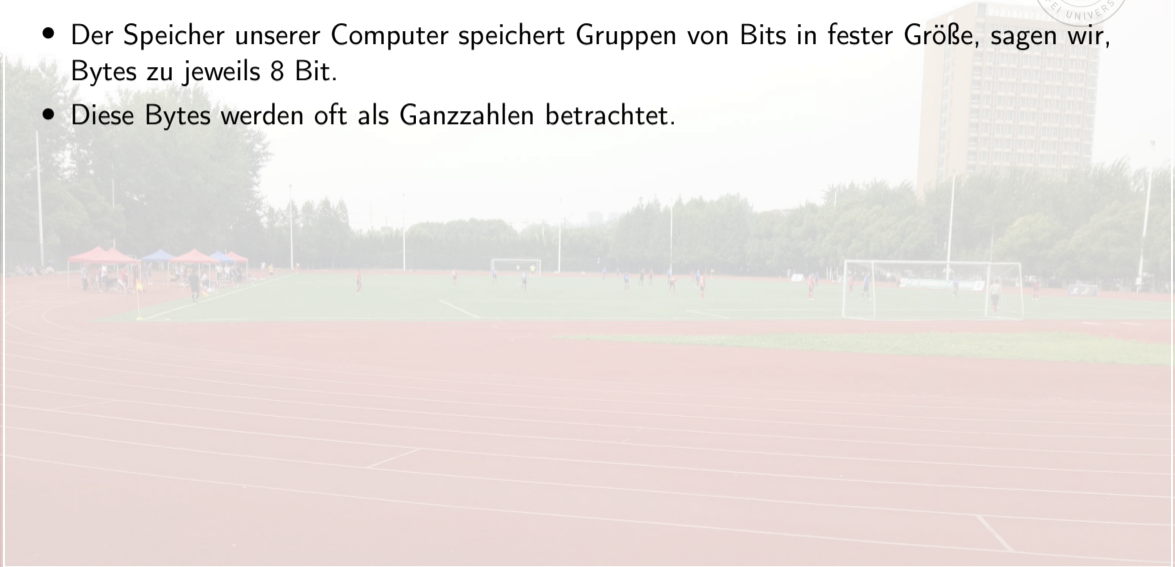 • Der Speicher unserer Computer speichert Gruppen von Bits in fester Größe, sagen wir,
Bytes zu jeweils 8 Bit.
• Diese Bytes werden oft als Ganzzahlen betrachtet.